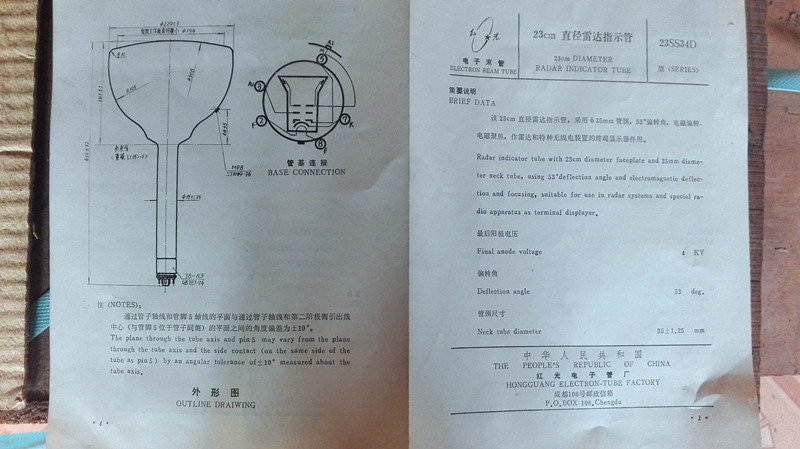 管基连接
BASE CONNECTION
注 (NOTES):
通过管子轴线和管脚5轴线的平面与通过管子轴线和第二阳极侧引出线
中心(与管脚5位于管子同侧)的平面之间的角度偏差为±10°。
The plane through the tube axis and pin 5 may vary from the plane
through the tube axis and the side contact (on the same side of the
tube as pin 5) by an angular tolerance of ±10° measured about the
tube axis.
外形图
OUTLINE DRAIWING
红光
电子束管
ELECTRON BEAM TUBE
23cm 直径雷达指示管
23cm DIAMETER
RADAR INDICATOR TUBE
23SS34D
型 (SERIES)
简要说明
BRIEF DATA
该 23cm 直径雷达指示管,采用φ35mm管颈,53°偏转角,电磁偏转、
电磁聚焦,作雷达和特种无线电装置的终端显示器件用。
Radar indicator tube with 23cm diameter faceplate and 35mm diame-
ter neck tube, using 53°deflection angle and electromagnetic deflec-
tion and focusing, suitable for use in radar systems and special ra-
dio apparatus as terminal displayer.
最后阳极电压
Final anode voltage 4 KV
偏转角
Deflection angle 53 deg.
管颈尺寸
Neck tube diameter 35±1.25 mm
中华人民共和国
THE PEOPLE'S REPUBLIC OF CHINA
红光电子管厂
HONGGUANG ELECTRON-TUBE FACTORY
成都106号邮政信箱
P.O.BOX 106,Chengdu